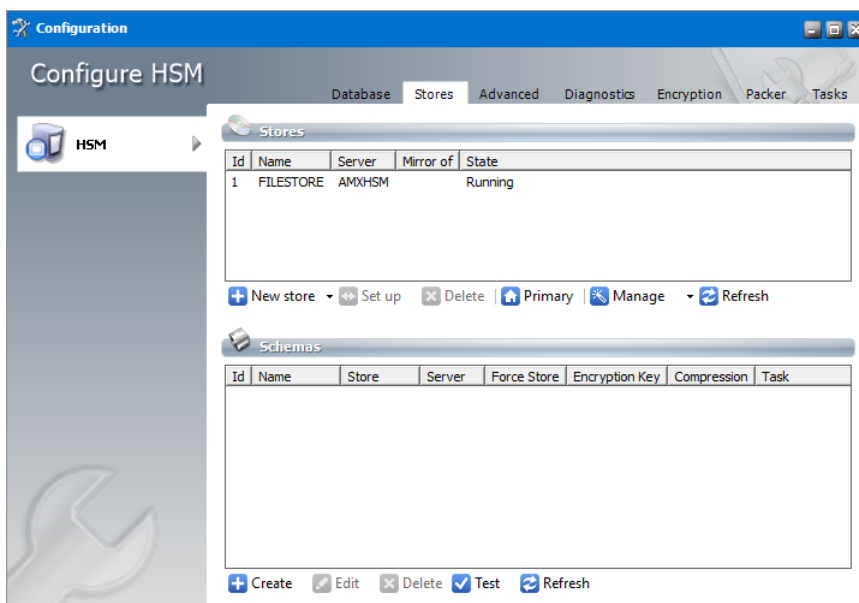 Configuration
Configure HSM
Database Stores Advanced Diagnostics Encryption Packer Tasks
HSM
Stores
Id Name Server Mirror of State
1 FILESTORE AMXHSM Running
New store Set up Delete Primary Manage Refresh
Schemas
Id Name Store Server Force Store Encryption Key Compression Task
Create Edit Delete Test Refresh